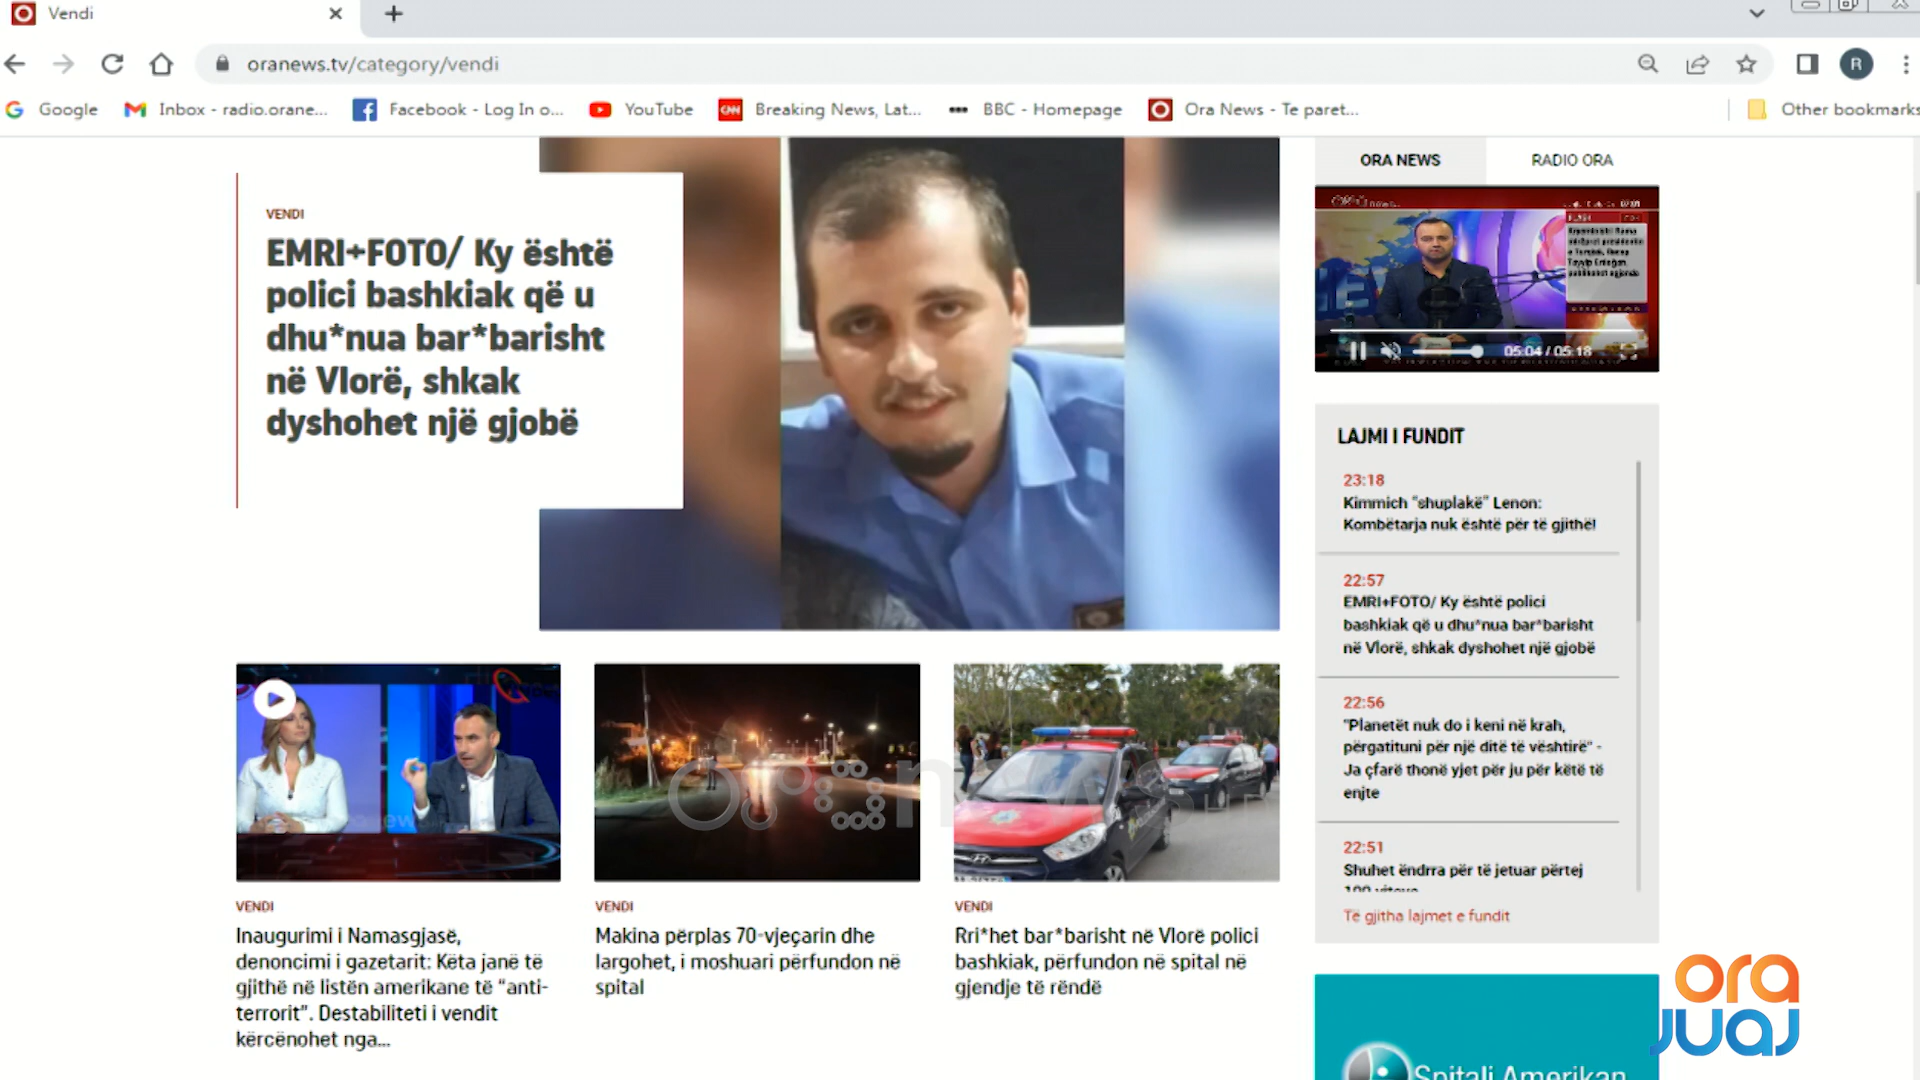 Vendi
oranews.tv/category/vendi
R
Google
Inbox - radio.orane...
Facebook - Log In o...
YouTube
CNN
Breaking News, Lat...
BBC - Homepage
Ora News - Te paret...
Other bookmarks
VENDI
EMRI+FOTO/ Ky është
polici bashkiak që u
dhu*nua bar*barisht
në Vlorë, shkak
dyshohet një gjobë
ORA NEWS
RADIO ORA
05:04 / 05:18
LAJMI I FUNDIT
23:18
Kimmich "shuplakë" Lenon:
Kombëtarja nuk është për të gjithë!
22:57
EMRI+FOTO/ Ky është polici
bashkiak që u dhu*nua bar*barisht
në Vlorë, shkak dyshohet një gjobë
22:56
"Planetët nuk do i keni në krah,
përgatituni për një ditë të vështirë" -
Ja çfarë thonë yjet për ju për këtë të
enjte
22:51
Shuhet ëndrra për të jetuar përtej
Të gjitha lajmet e fundit
VENDI
Inaugurimi i Namasgjasë,
denoncimi i gazetarit: Këta janë të
gjithë në listën amerikane të "anti-
terrorit". Destabiliteti i vendit
kërcënohet nga...
VENDI
Makina përplas 70-vjeçarin dhe
largohet, i moshuari përfundon në
spital
VENDI
Rri*het bar*barisht në Vlorë polici
bashkiak, përfundon në spital në
gjendje të rëndë
ora news
Spitali Amerikan
ora
JUAJ